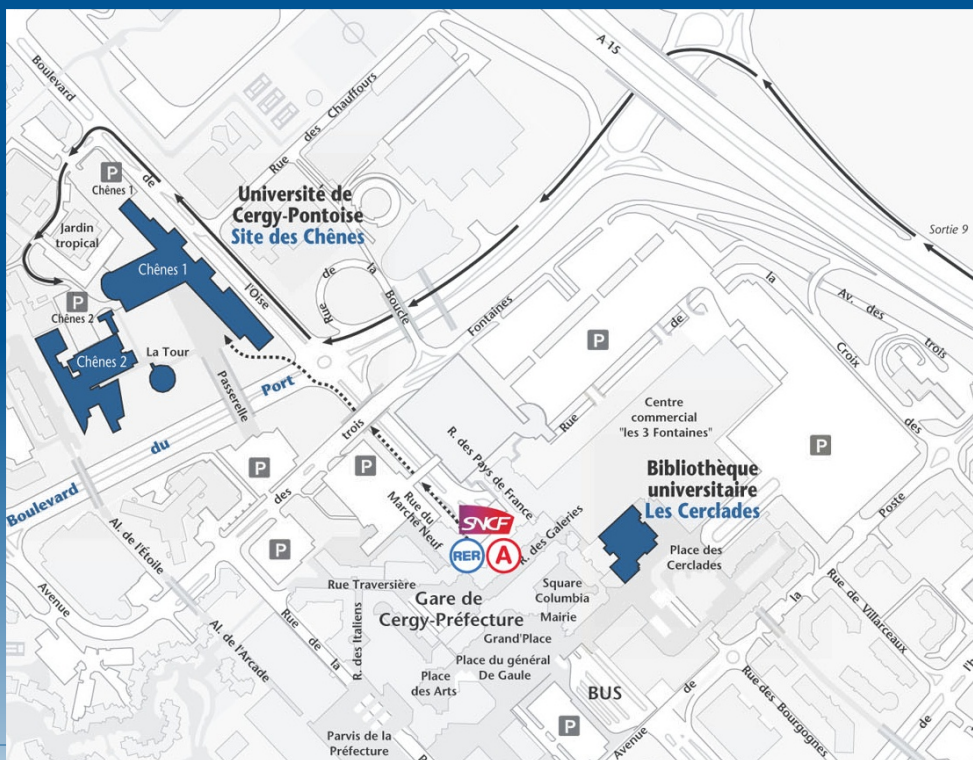 A 15
Boulevard
de
l'Oise
Rue des Chauffours
P
Chênes 1
Université de
Cergy-Pontoise
Site des Chênes
Jardin
tropical
Sortie 9
Chênes 1
P
Chênes 2
Chênes 2
La Tour
Rue de la Boucle
Passerelle
Boulevard du Port
Fontaines
trois
des
P
la
Av. des trois
Croix
des
Rue de
Centre
commercial
"les 3 Fontaines"
P
P
P
R. des Pays de France
Bibliothèque
universitaire
Les Cerclades
Poste
la
de
Rue du
Marché Neuf
SNCF
RER
A
R. des Galeries
P
Al. de l'Étoile
Place des
Cerclades
Rue de Villarceaux
Rue Traversière
Gare de
Cergy-Préfecture
Square
Columbia
Mairie
Grand'Place
Avenue
Al. de l'Arcade
Rue de la
R. des Italiens
Place du général
De Gaule
Place
des Arts
BUS
P
Avenue
Rue des Bourgognes
de
Parvis de la
Préfecture